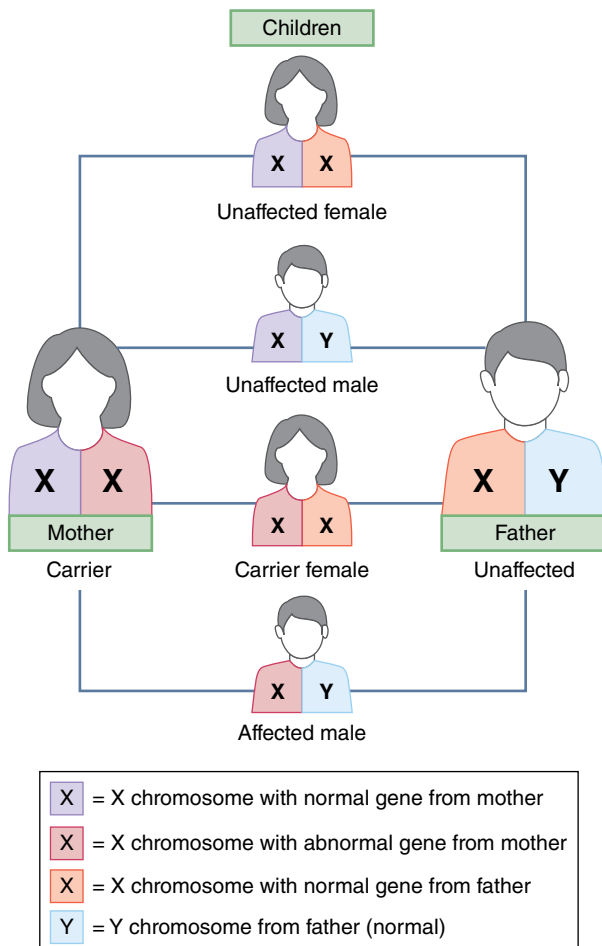 Children
X X
Unaffected female
X Y
Unaffected male
X X
Mother
Carrier
X Y
Father
Unaffected
X X
Carrier female
X Y
Affected male
X = X chromosome with normal gene from mother
X = X chromosome with abnormal gene from mother
X = X chromosome with normal gene from father
Y = Y chromosome from father (normal)